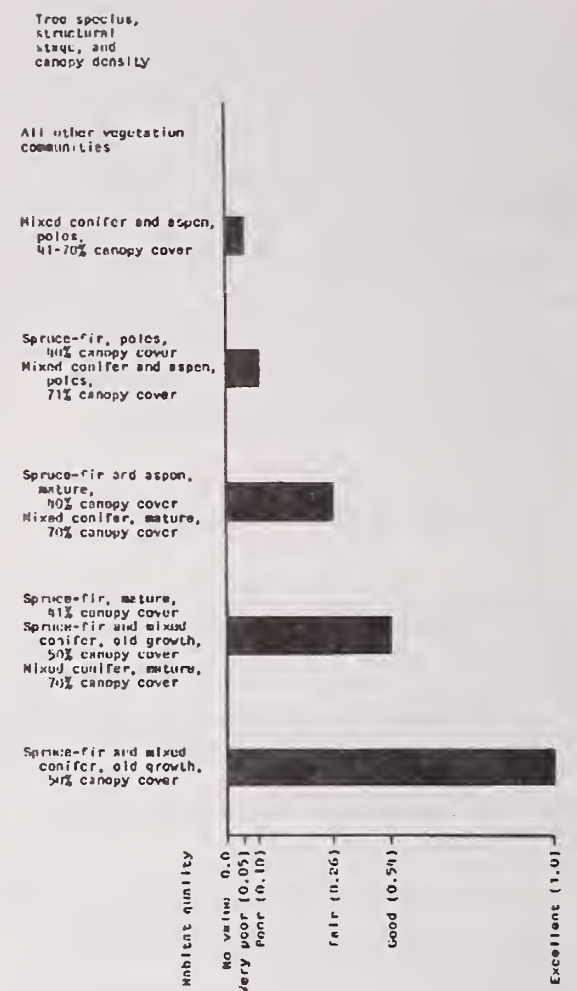 Tree species,
structural
stage, and
canopy density
All other vegetation
communities
Mixed conifer and aspen,
poles,
41-70% canopy cover
Spruce-fir, poles,
40% canopy cover
Mixed conifer and aspen,
poles,
71% canopy cover
Spruce-fir and aspen,
mature,
40% canopy cover
Mixed conifer, mature,
70% canopy cover
Spruce-fir, mature,
41% canopy cover
Spruce-fir and mixed
conifer, old growth,
50% canopy cover
Mixed conifer, mature,
70% canopy cover
Spruce-fir and mixed
conifer, old growth,
50% canopy cover
Habitat quality
No value 0.0
Very poor (0.05)
Poor (0.10)
Fair (0.26)
Good (0.54)
Excellent (1.0)